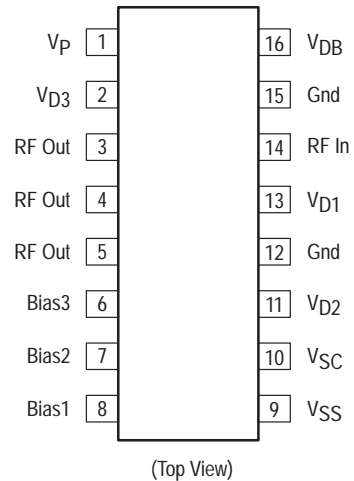 VP 1 16 VDB
VD3 2 15 Gnd
RF Out 3 14 RF In
RF Out 4 13 VD1
RF Out 5 12 Gnd
Bias3 6 11 VD2
Bias2 7 10 VSC
Bias1 8 9 VSS
(Top View)